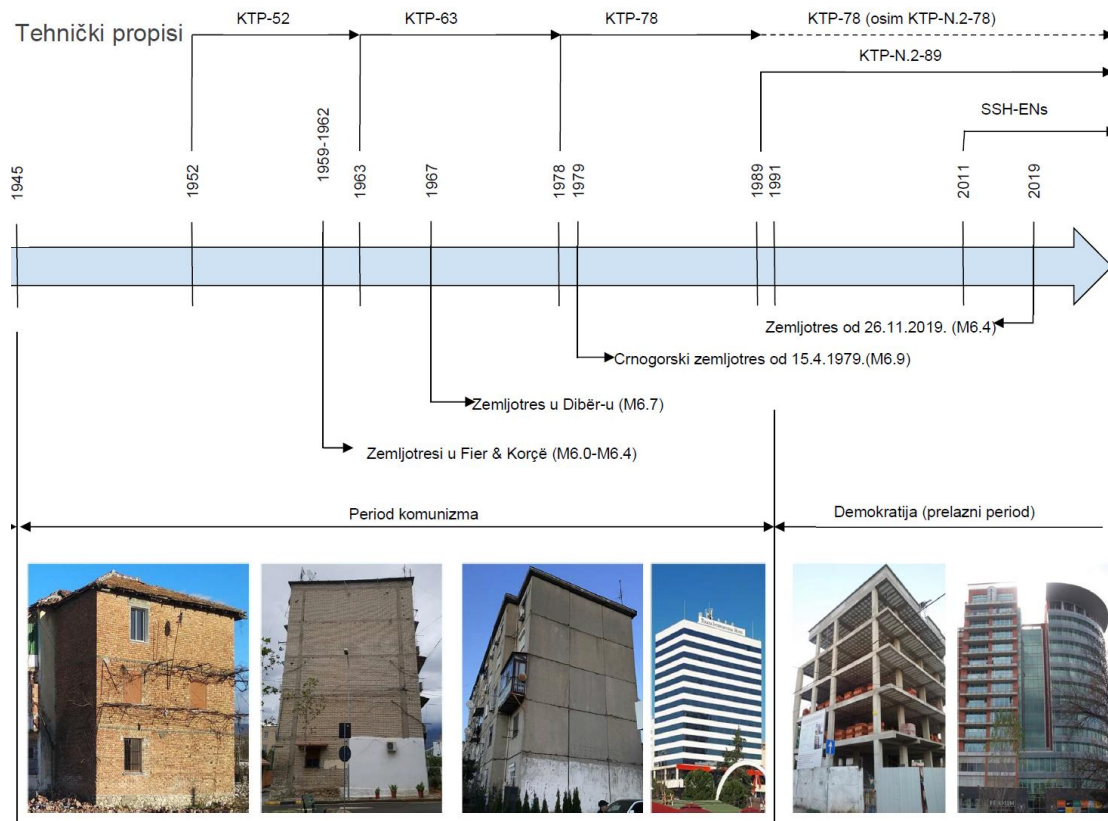 Tehnički propisi
KTP-52
KTP-63
KTP-78
KTP-78 (osim KTP-N.2-78)
KTP-N.2-89
SSH-ENs
1945
1952
1959-1962
1963
1967
1978
1979
1989
1991
2011
2019
Zemljotres od 26.11.2019. (M6.4)
Crnogorski zemljotres od 15.4.1979.(M6.9)
Zemljotres u Dibër-u (M6.7)
Zemljotresi u Fier & Korçë (M6.0-M6.4)
Period komunizma
Demokratija (prelazni period)